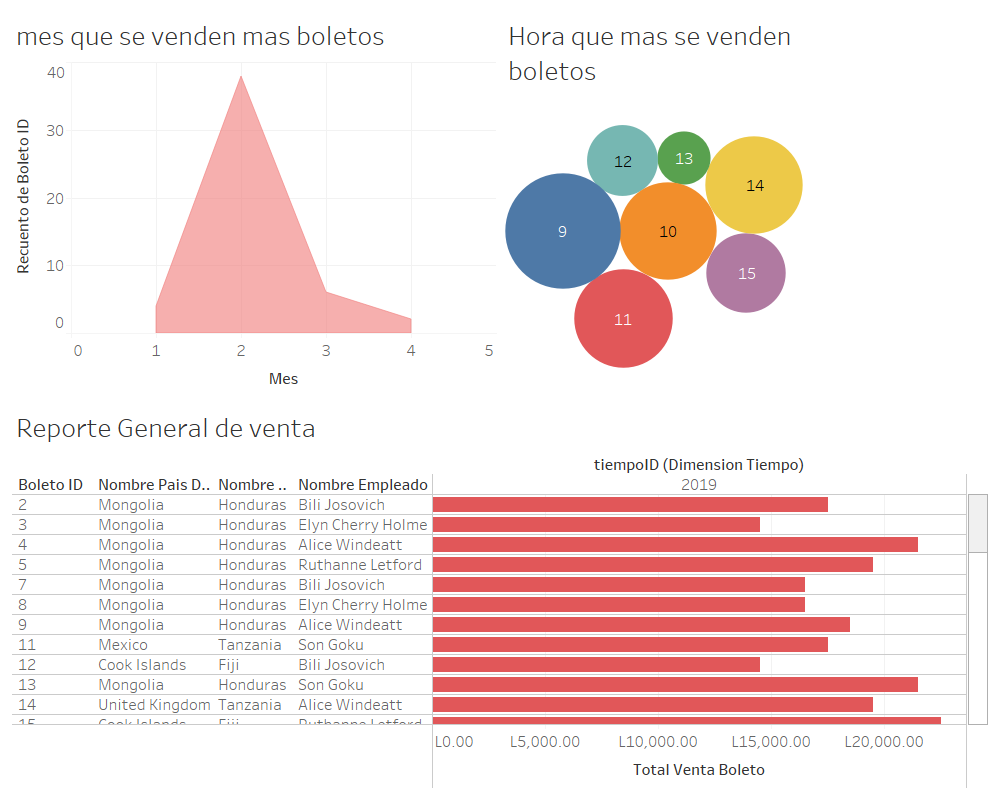 mes que se venden mas boletos
Recuento de Boleto ID
40
30
20
10
0
0 1 2 3 4 5
Mes
Hora que mas se venden
boletos
12
13
14
9
10
15
11
Reporte General de venta
tiempoID (Dimension Tiempo)
Boleto ID Nombre Pais D.. Nombre .. Nombre Empleado 2019
2 Mongolia Honduras Bili Josovich
3 Mongolia Honduras Elyn Cherry Holme
4 Mongolia Honduras Alice Windeatt
5 Mongolia Honduras Ruthanne Letford
7 Mongolia Honduras Bili Josovich
8 Mongolia Honduras Elyn Cherry Holme
9 Mongolia Honduras Alice Windeatt
11 Mexico Tanzania Son Goku
12 Cook Islands Fiji Bili Josovich
13 Mongolia Honduras Son Goku
14 United Kingdom Tanzania Alice Windeatt
15 Cook Islands Fiji Ruthanne Letford
L0.00 L5,000.00 L10,000.00 L15,000.00 L20,000.00
Total Venta Boleto